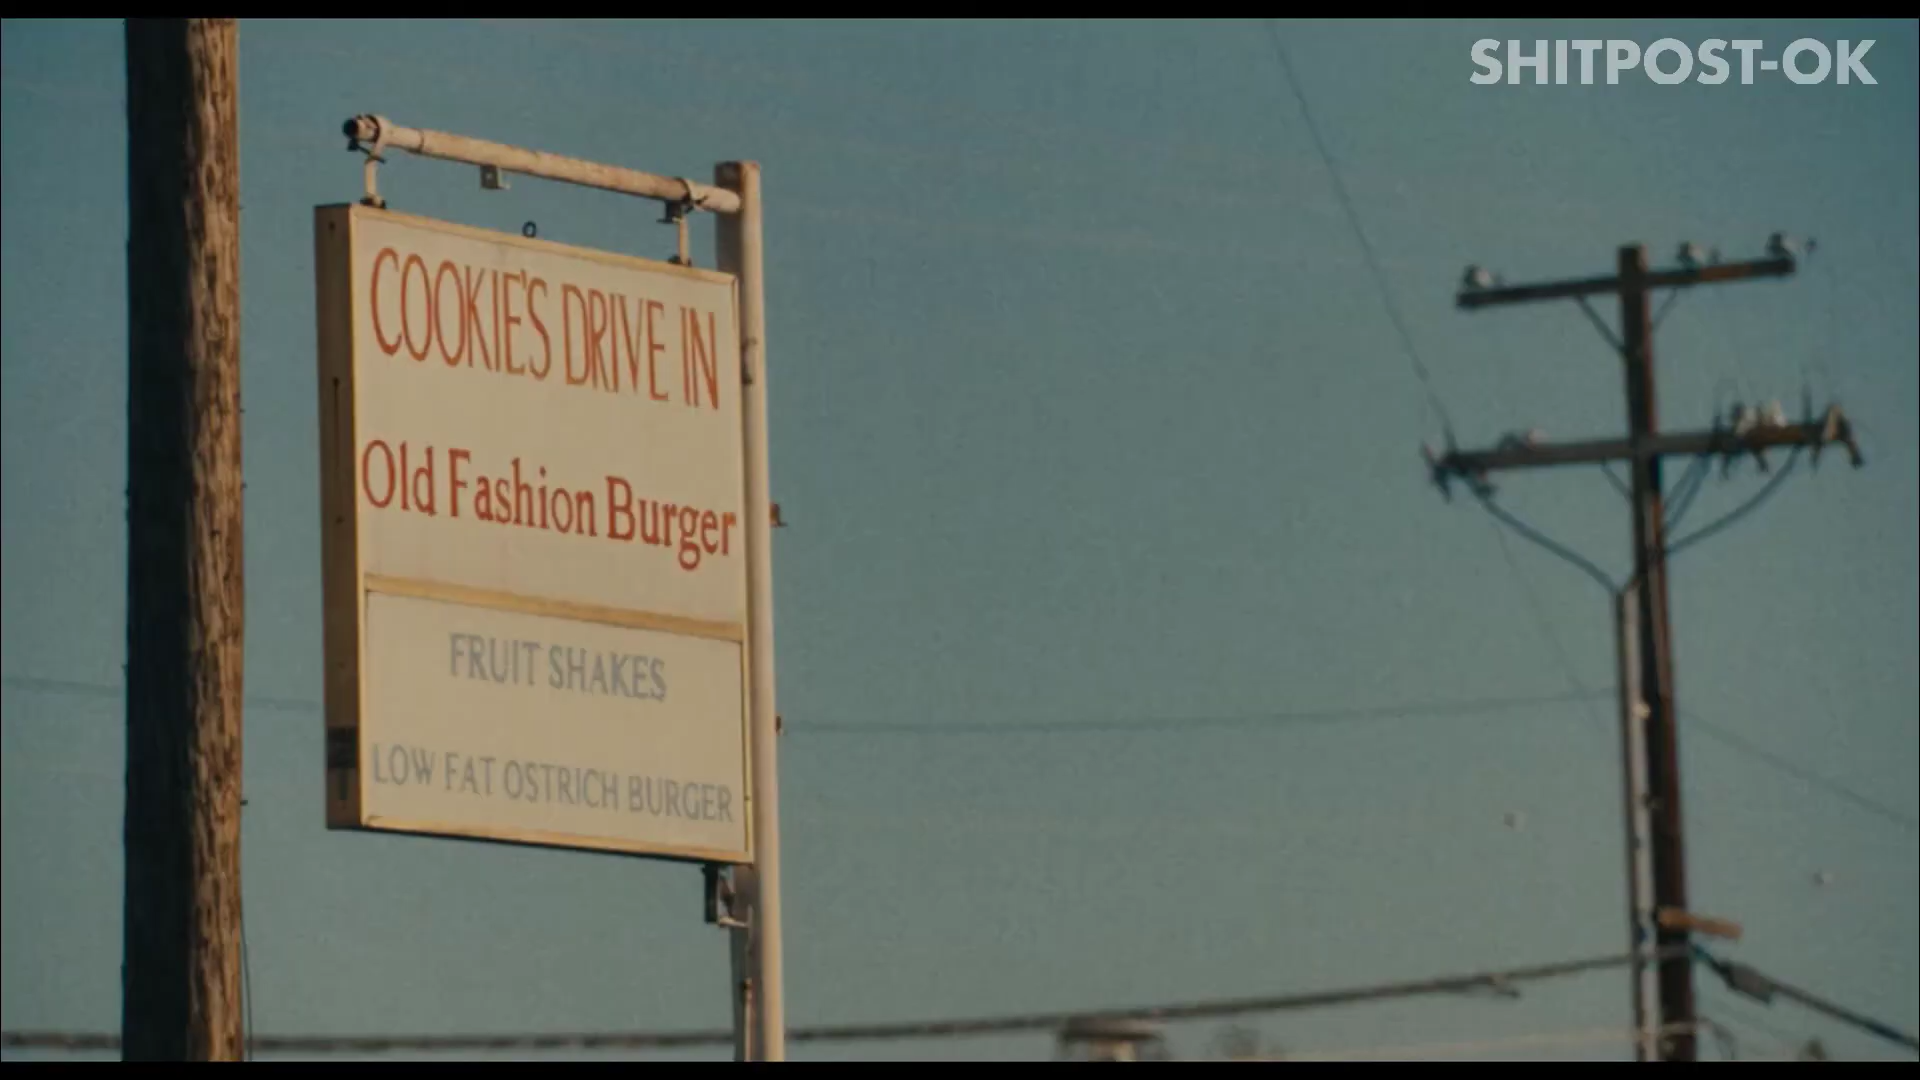 SHITPOST-OK
COOKIE'S DRIVE IN
Old Fashion Burger
FRUIT SHAKES
LOW FAT OSTRICH BURGER